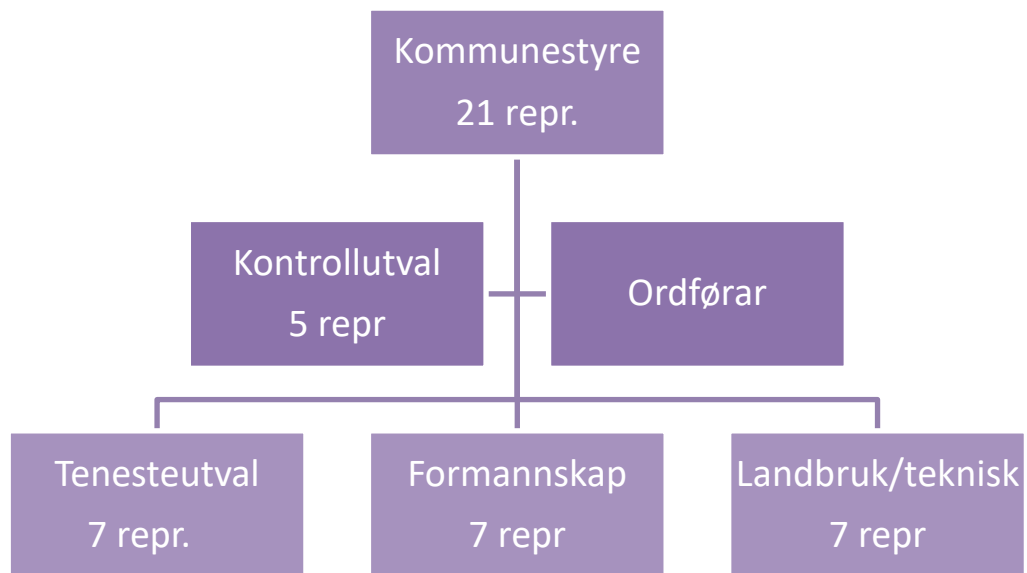 Kommunestyre
21 repr.
Kontrollutval
5 repr
Ordførar
Tenesteutval
7 repr.
Formannskap
7 repr
Landbruk/teknisk
7 repr